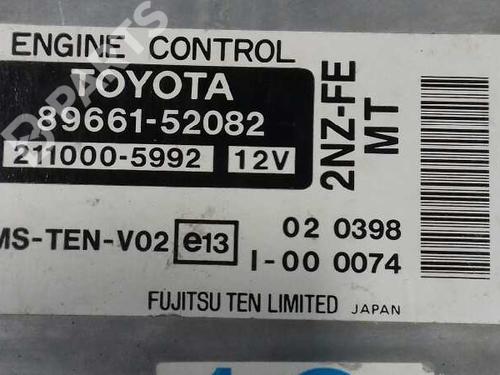 ENGINE CONTROL
TOYOTA
89661-52082
211000-5992 12V
2NZ-FE
MT
MS-TEN-V02 e13 02 0398
I-00 0074
FUJITSU TEN LIMITED JAPAN
B-PARTS